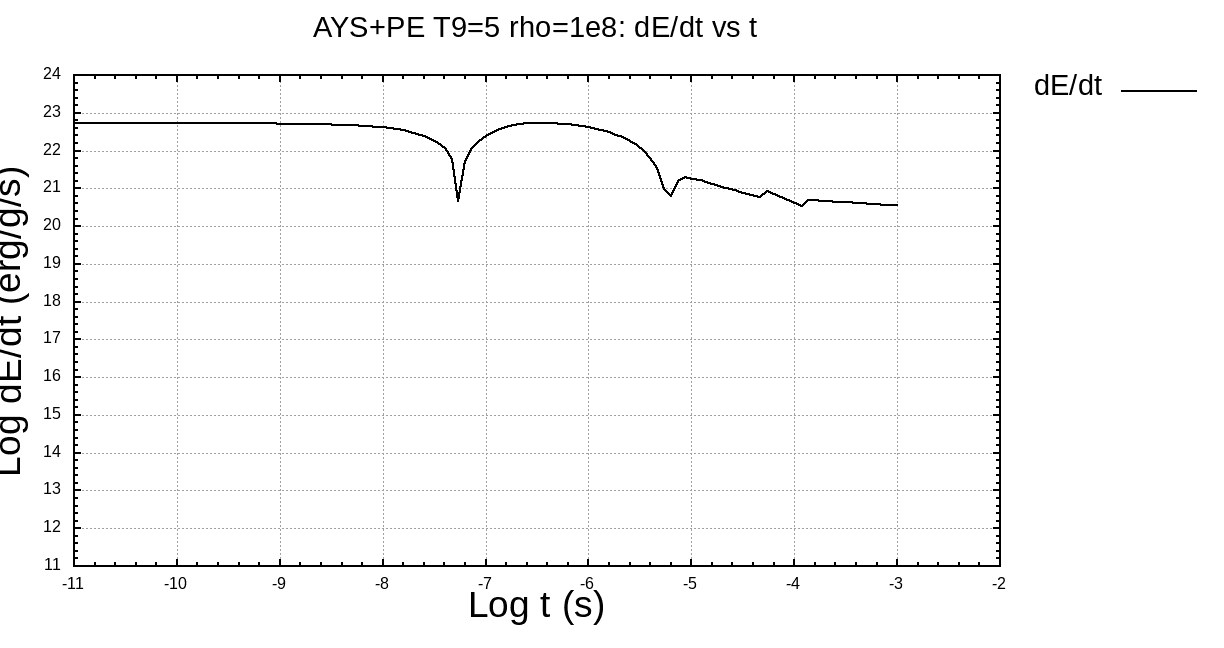 AYS+PE T9=5 rho=1e8: dE/dt vs t
dE/dt
Log dE/dt (erg/g/s)
24
23
22
21
20
19
18
17
16
15
14
13
12
11
-11 -10 -9 -8 -7 -6 -5 -4 -3 -2
Log t (s)